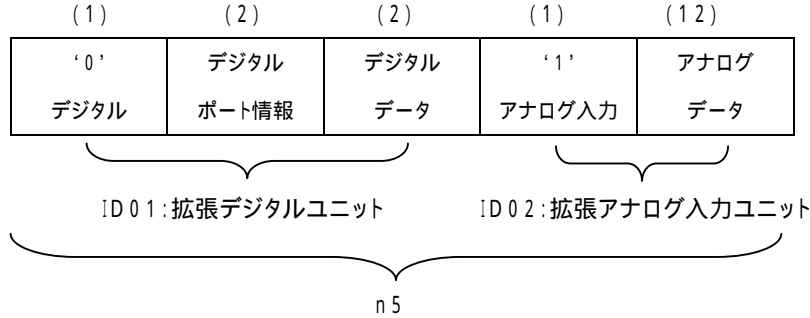 (1) (2) (2) (1) (12)
‘0’ デジタル デジタル ‘1’ アナログ
デジタル ポート情報 データ アナログ入力 データ
ID01:拡張デジタルユニット ID02:拡張アナログ入力ユニット
n5